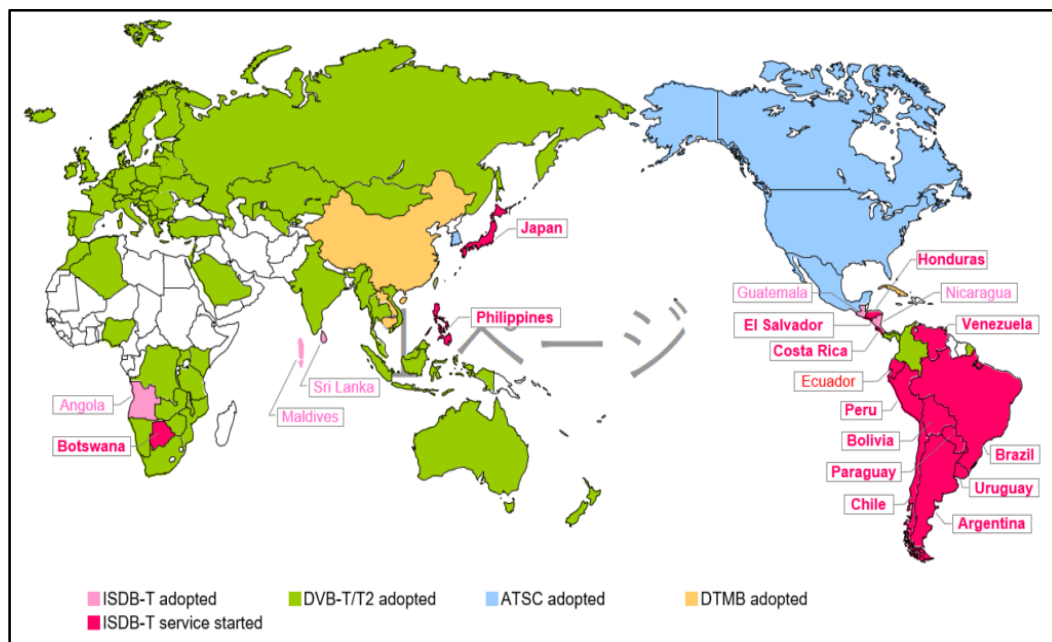 Japan
Honduras
Guatemala
Nicaragua
Philippines
El Salvador
Venezuela
Costa Rica
Sri Lanka
Ecuador
Angola
Maldives
Peru
Botswana
Bolivia
Brazil
Paraguay
Uruguay
Chile
Argentina
ページ
ISDB-T adopted
DVB-T/T2 adopted
ATSC adopted
DTMB adopted
ISDB-T service started